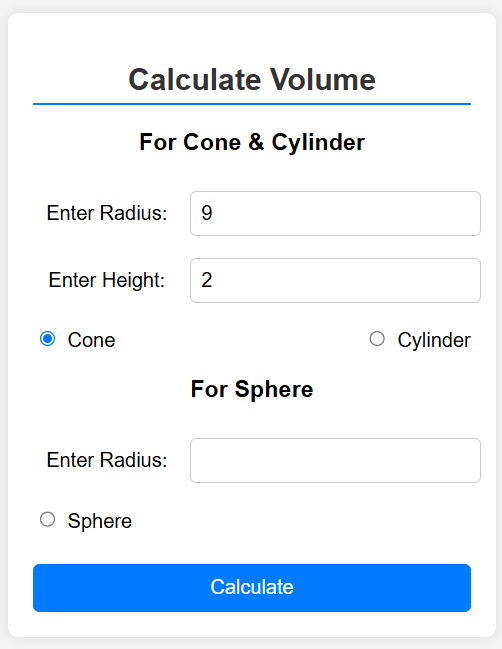 Calculate Volume
For Cone & Cylinder
Enter Radius: 9
Enter Height: 2
Cone Cylinder
For Sphere
Enter Radius:
Sphere
Calculate